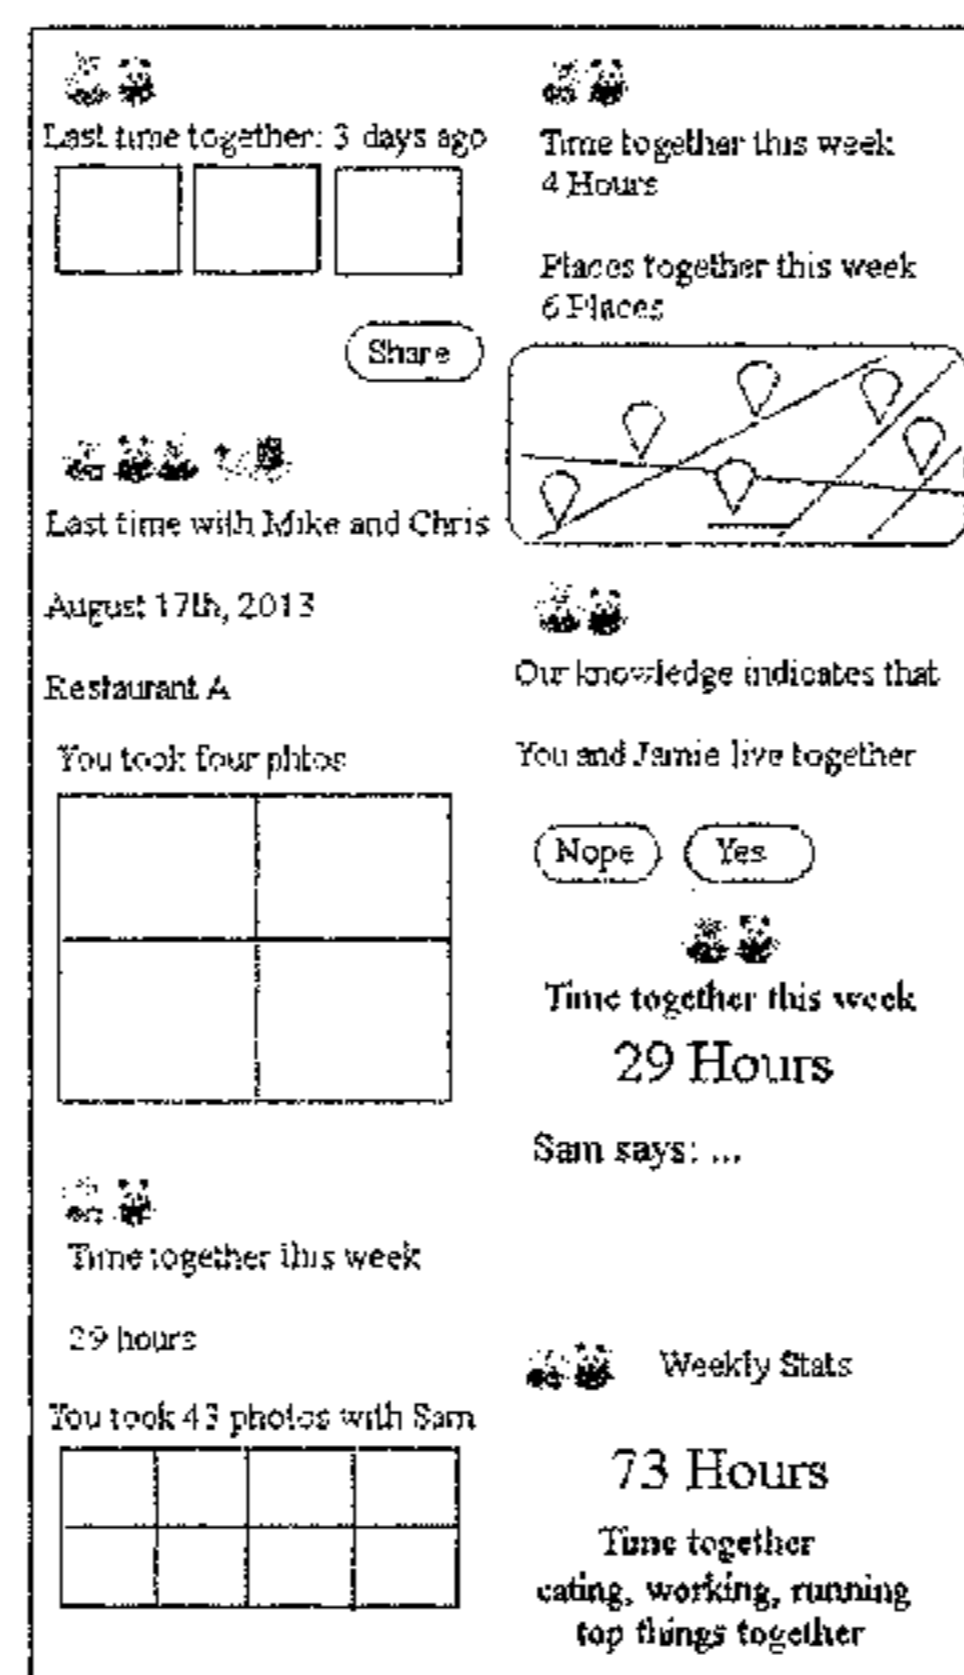 Last time together: 3 days ago
Share
Last time with Mike and Chris
August 17th, 2013
Restaurant A
You took four phtos
Time together this week
29 hours
You took 43 photos with Sam
Time together this week
4 Hours
Places together this week
6 Places
Our knowledge indicates that
You and Jamie live together
Nope
Yes
Time together this week
29 Hours
Sam says: ...
Weekly Stats
73 Hours
Time together
eating, working, running
top things together